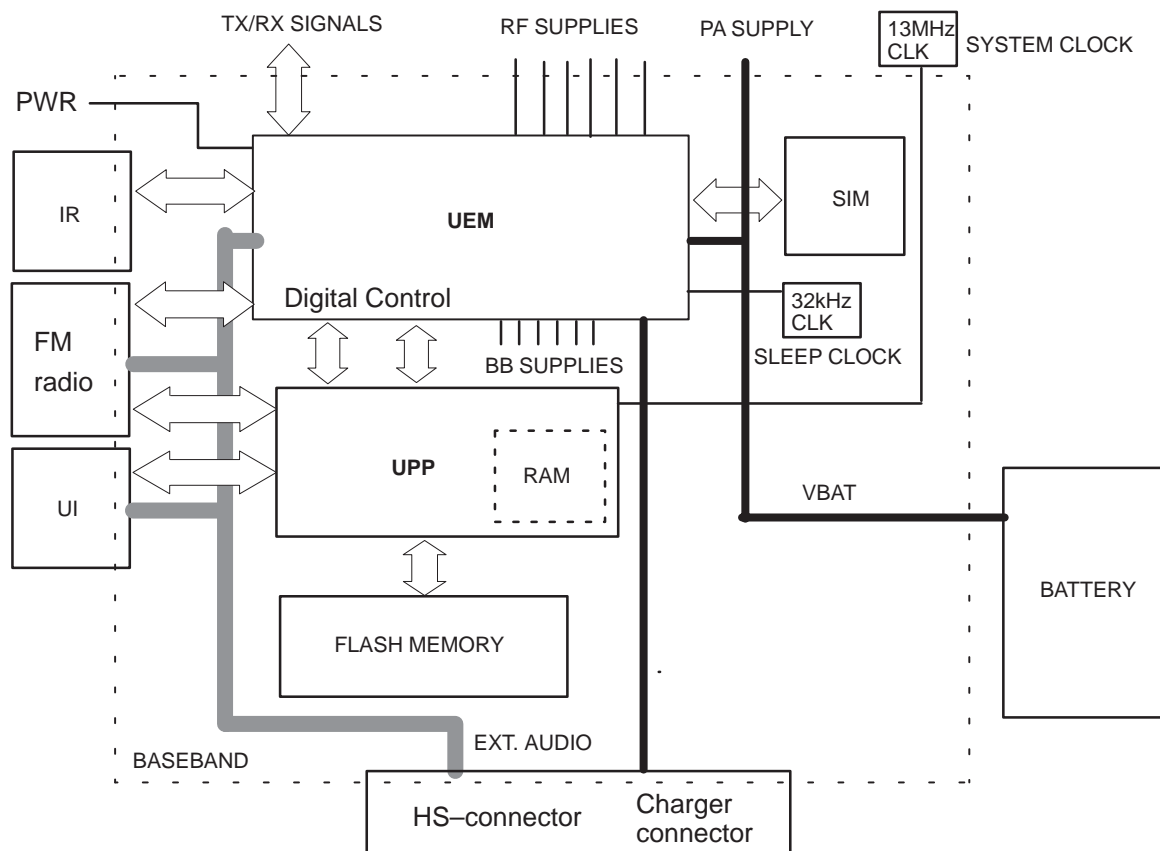 TX/RX SIGNALS
RF SUPPLIES
PA SUPPLY
13MHz
CLK
SYSTEM CLOCK
PWR
IR
UEM
SIM
Digital Control
32kHz
CLK
SLEEP CLOCK
BB SUPPLIES
FM
radio
UPP
RAM
UI
VBAT
BATTERY
FLASH MEMORY
EXT. AUDIO
BASEBAND
HS–connector
Charger
connector